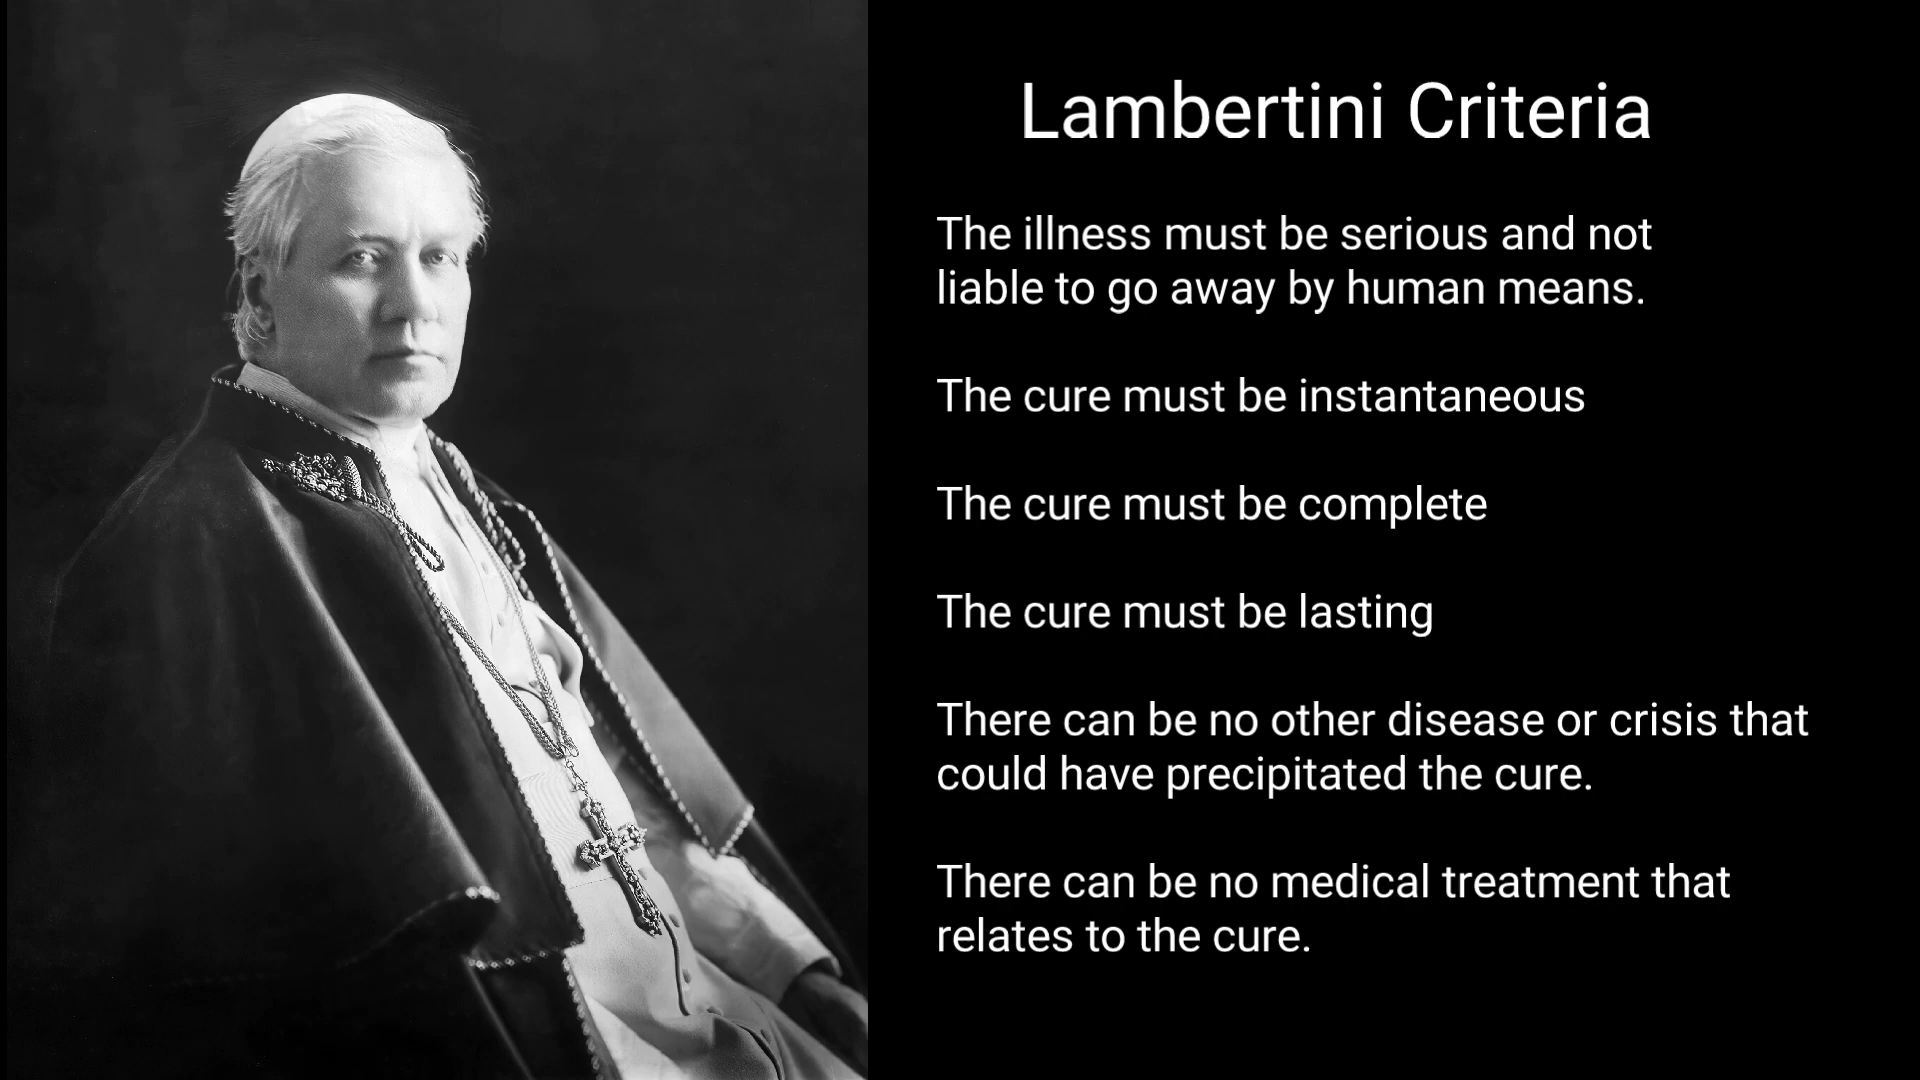 Lambertini Criteria
The illness must be serious and not
liable to go away by human means.
The cure must be instantaneous
The cure must be complete
The cure must be lasting
There can be no other disease or crisis that
could have precipitated the cure.
There can be no medical treatment that
relates to the cure.